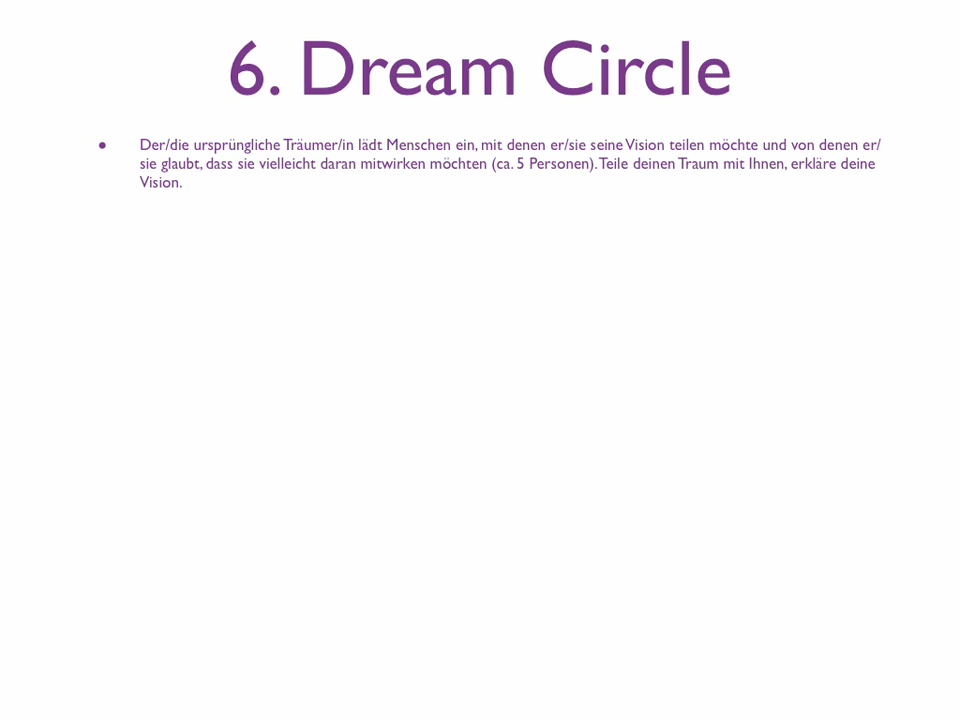 6. Dream Circle
• Der/die ursprüngliche Träumer/in lädt Menschen ein, mit denen er/sie seine Vision teilen möchte und von denen er/
sie glaubt, dass sie vielleicht daran mitwirken möchten (ca. 5 Personen). Teile deinen Traum mit Ihnen, erkläre deine
Vision.